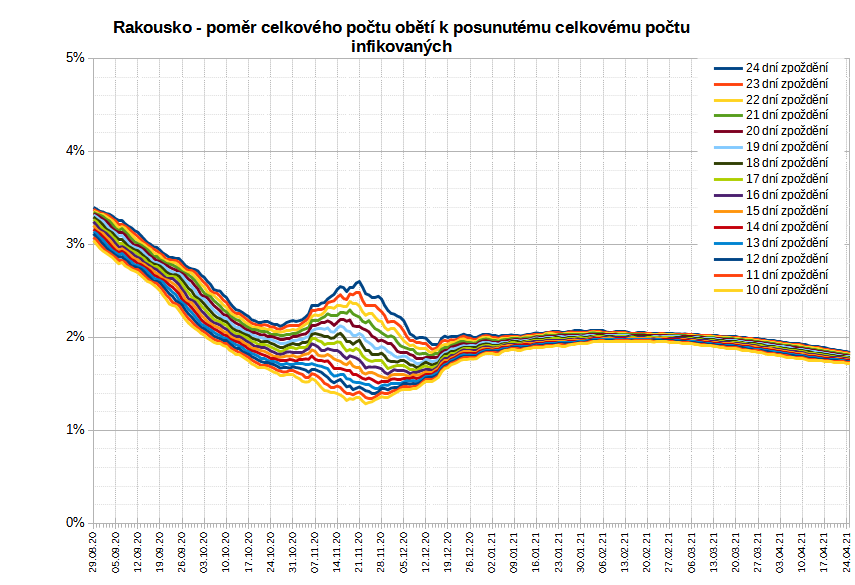 Rakousko - poměr celkového počtu obětí k posunutému celkovému počtu
infikovaných
5%
4%
3%
2%
1%
0%
24 dní zpoždění
23 dní zpoždění
22 dní zpoždění
21 dní zpoždění
20 dní zpoždění
19 dní zpoždění
18 dní zpoždění
17 dní zpoždění
16 dní zpoždění
15 dní zpoždění
14 dní zpoždění
13 dní zpoždění
12 dní zpoždění
11 dní zpoždění
10 dní zpoždění
29.08.20
05.09.20
12.09.20
19.09.20
26.09.20
03.10.20
10.10.20
17.10.20
24.10.20
31.10.20
07.11.20
14.11.20
21.11.20
28.11.20
05.12.20
12.12.20
19.12.20
26.12.20
02.01.21
09.01.21
16.01.21
23.01.21
30.01.21
06.02.21
13.02.21
20.02.21
27.02.21
06.03.21
13.03.21
20.03.21
27.03.21
03.04.21
10.04.21
17.04.21
24.04.21